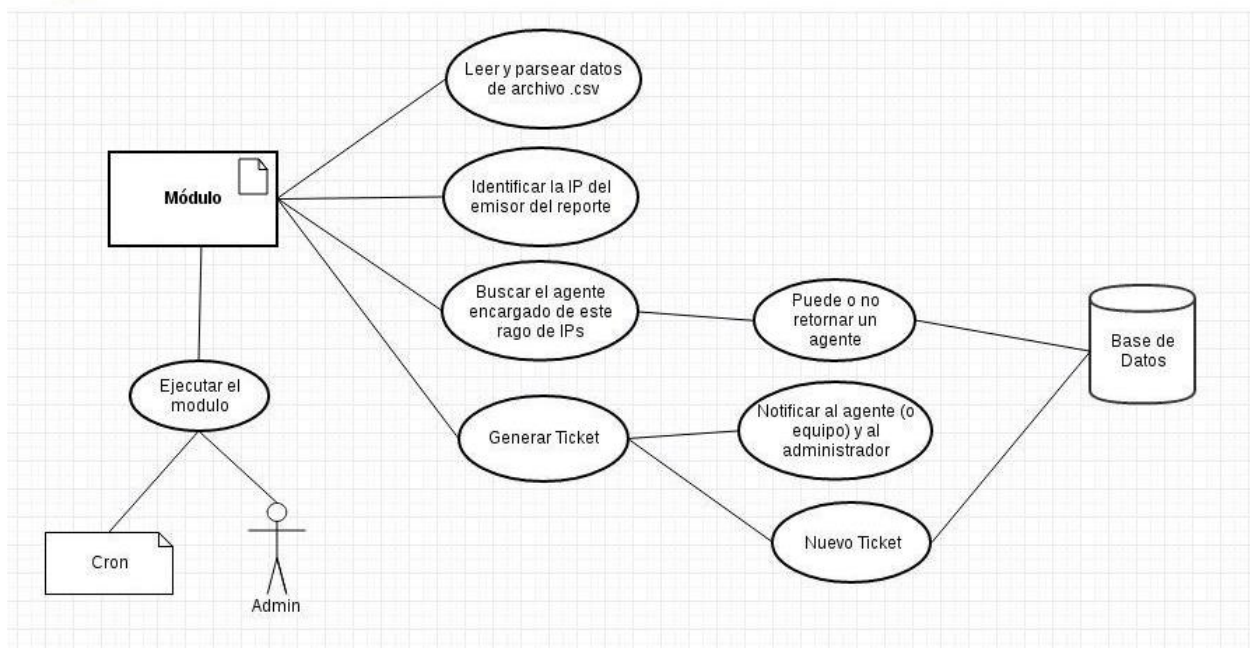 Leer y parsear datos
de archivo .csv
Módulo
Identificar la IP del
emisor del reporte
Buscar el agente
encargado de este
rago de IPs
Puede o no
retornar un
agente
Base de
Datos
Ejecutar el
modulo
Generar Ticket
Notificar al agente (o
equipo) y al
administrador
Nuevo Ticket
Cron
Admin